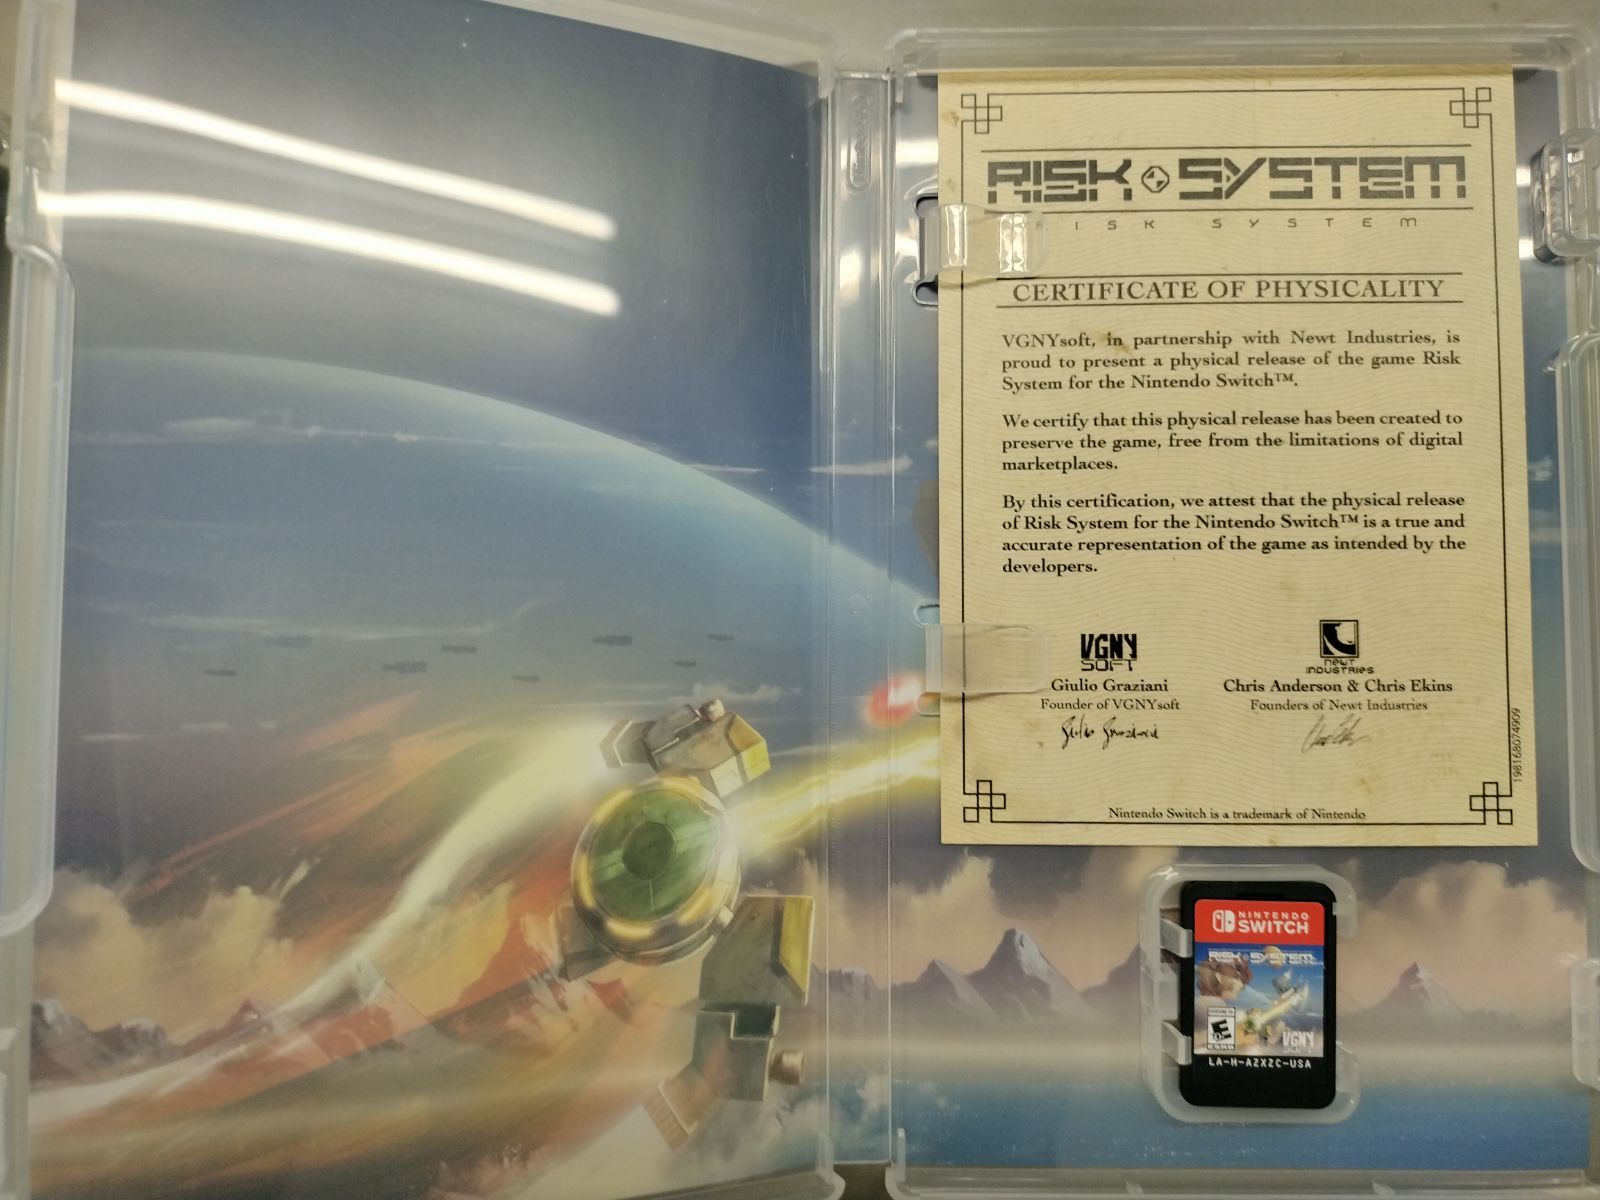 RISK SYSTEM
RISK SYSTEM
CERTIFICATE OF PHYSICALITY
VGNYsoft, in partnership with Newt Industries, is
proud to present a physical release of the game Risk
System for the Nintendo Switch™.
We certify that this physical release has been created to
preserve the game, free from the limitations of digital
marketplaces.
By this certification, we attest that the physical release
of Risk System for the Nintendo Switch™ is a true and
accurate representation of the game as intended by the
developers.
VGNY
SOFT
Giulio Graziani
Founder of VGNYsoft
Giulio Graziani
NEWT
INDUSTRIES
Chris Anderson & Chris Ekins
Founders of Newt Industries
198168074909
Nintendo Switch is a trademark of Nintendo
Nintendo
NINTENDO
SWITCH
RISK SYSTEM
E
VGNY
SOFT
LA-H-AZXZC-USA